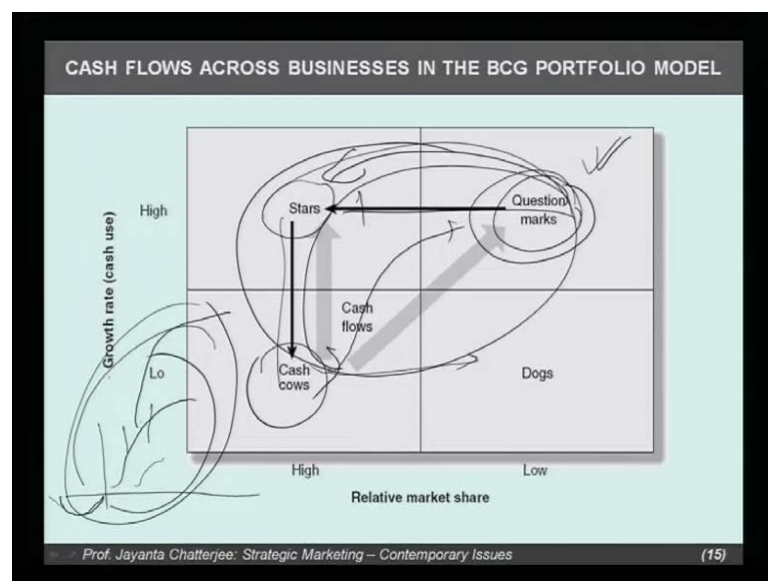 CASH FLOWS ACROSS BUSINESSES IN THE BCG PORTFOLIO MODEL
High
Growth rate (cash use)
Stars
Question
marks
Cash
flows
Lo
Cash
cows
Dogs
High
Low
Relative market share
Prof. Jayanta Chatterjee: Strategic Marketing – Contemporary Issues
(15)